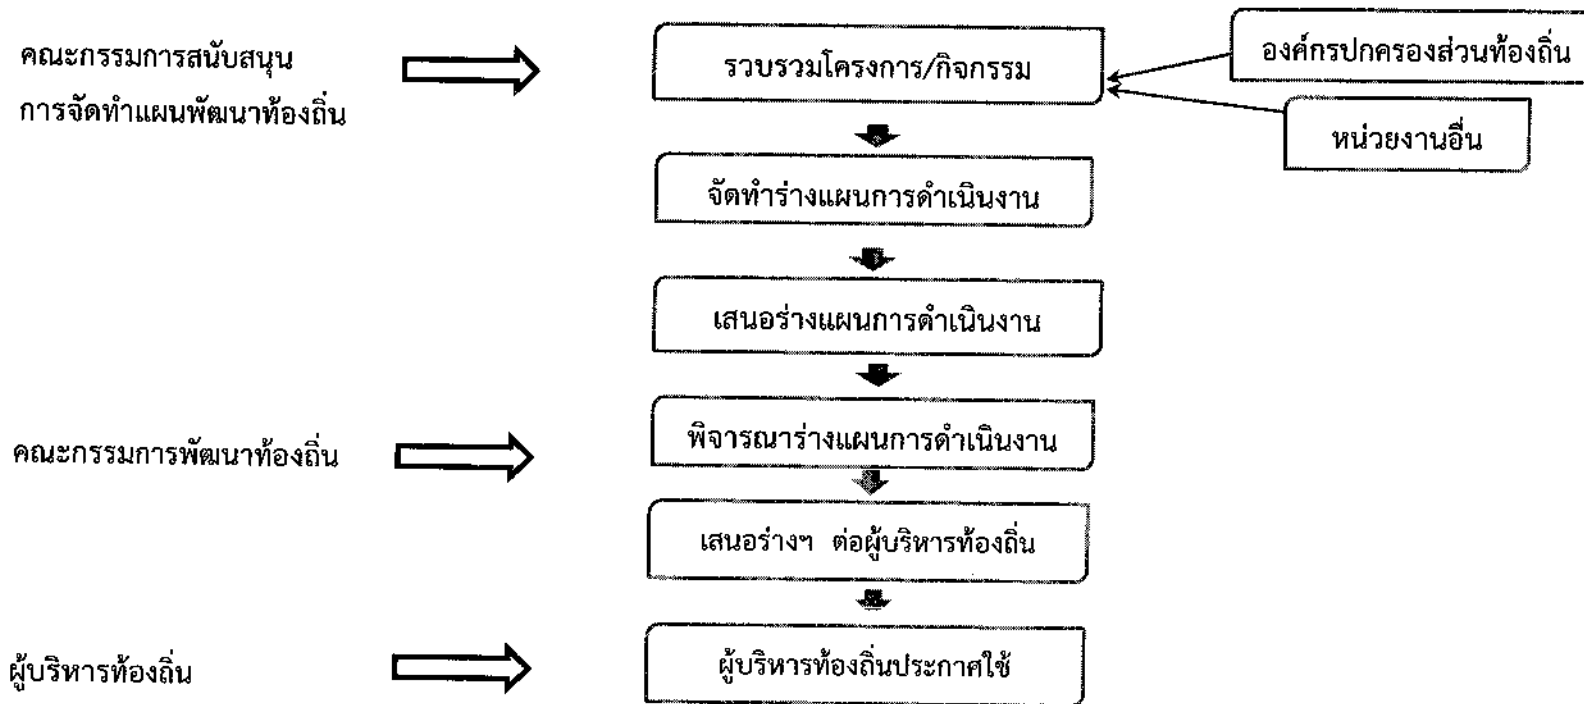 คณะกรรมการสนับสนุน
การจัดทำแผนพัฒนาท้องถิ่น
รวบรวมโครงการ/กิจกรรม
องค์กรปกครองส่วนท้องถิ่น
หน่วยงานอื่น
จัดทำร่างแผนการดำเนินงาน
เสนอร่างแผนการดำเนินงาน
คณะกรรมการพัฒนาท้องถิ่น
พิจารณาร่างแผนการดำเนินงาน
เสนอร่างฯ ต่อผู้บริหารท้องถิ่น
ผู้บริหารท้องถิ่น
ผู้บริหารท้องถิ่นประกาศใช้